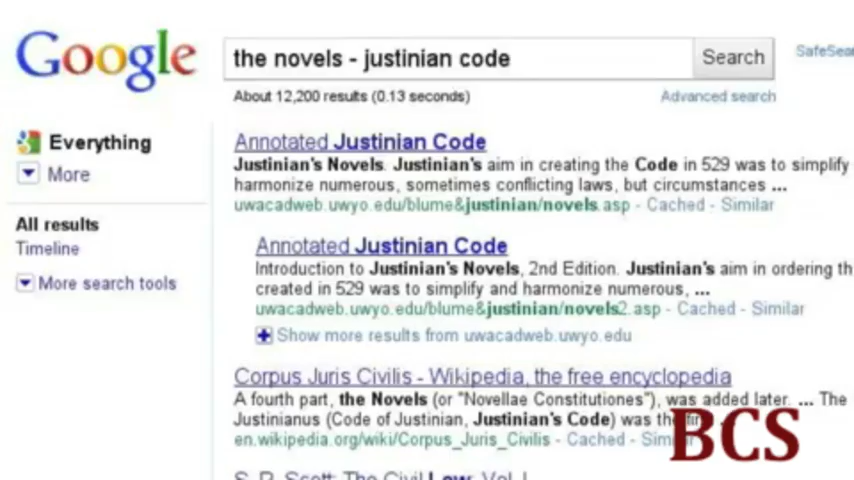 Google
the novels - justinian code
Search
SafeSear
About 12,200 results (0.13 seconds)
Advanced search
Everything
More
All results
Timeline
More search tools
Annotated Justinian Code
Justinian's Novels. Justinian's aim in creating the Code in 529 was to simplify
harmonize numerous, sometimes conflicting laws, but circumstances ...
uwacadweb.uwyo.edu/blume&justinian/novels.asp - Cached - Similar
Annotated Justinian Code
Introduction to Justinian's Novels, 2nd Edition. Justinian's aim in ordering th
created in 529 was to simplify and harmonize numerous, ...
uwacadweb.uwyo.edu/blume&justinian/novels2.asp - Cached - Similar
Show more results from uwacadweb.uwyo.edu
Corpus Juris Civilis - Wikipedia, the free encyclopedia
A fourth part, the Novels (or "Novellae Constitutiones"), was added later. ... The
Justinianus (Code of Justinian, Justinian's Code) was the
en.wikipedia.org/wiki/Corpus_Juris_Civilis - Cached -
BCS
S. P. Scott: The Civil Law, Vol. I